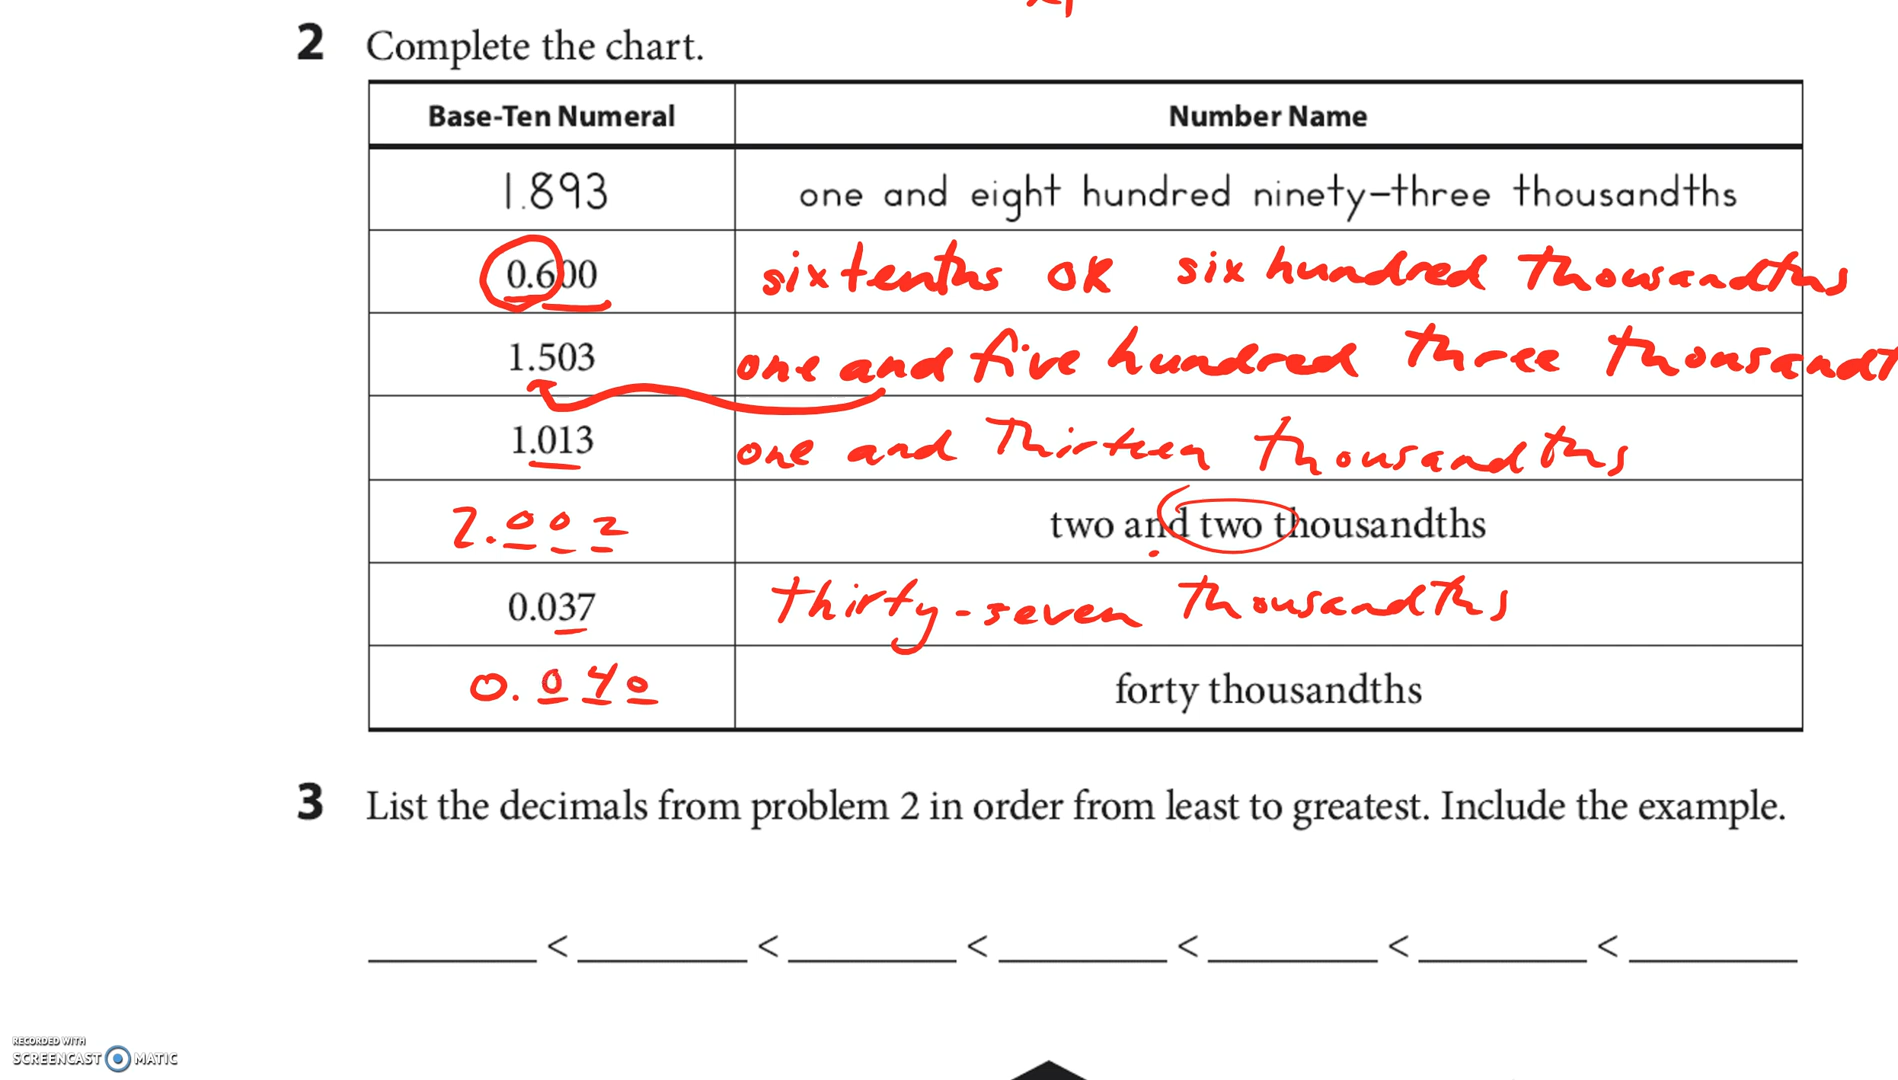 2 Complete the chart.
Base-Ten Numeral Number Name
1.893 one and eight hundred ninety-three thousandths
0.600 six tenths OR six hundred thousandths
1.503 one and five hundred three thousandt
1.013 one and thirteen thousandths
2.002 two and two thousandths
0.037 thirty-seven thousandths
0.040 forty thousandths
3 List the decimals from problem 2 in order from least to greatest. Include the example.
< < < < < <
RECORDED WITH
SCREENCAST MATIC